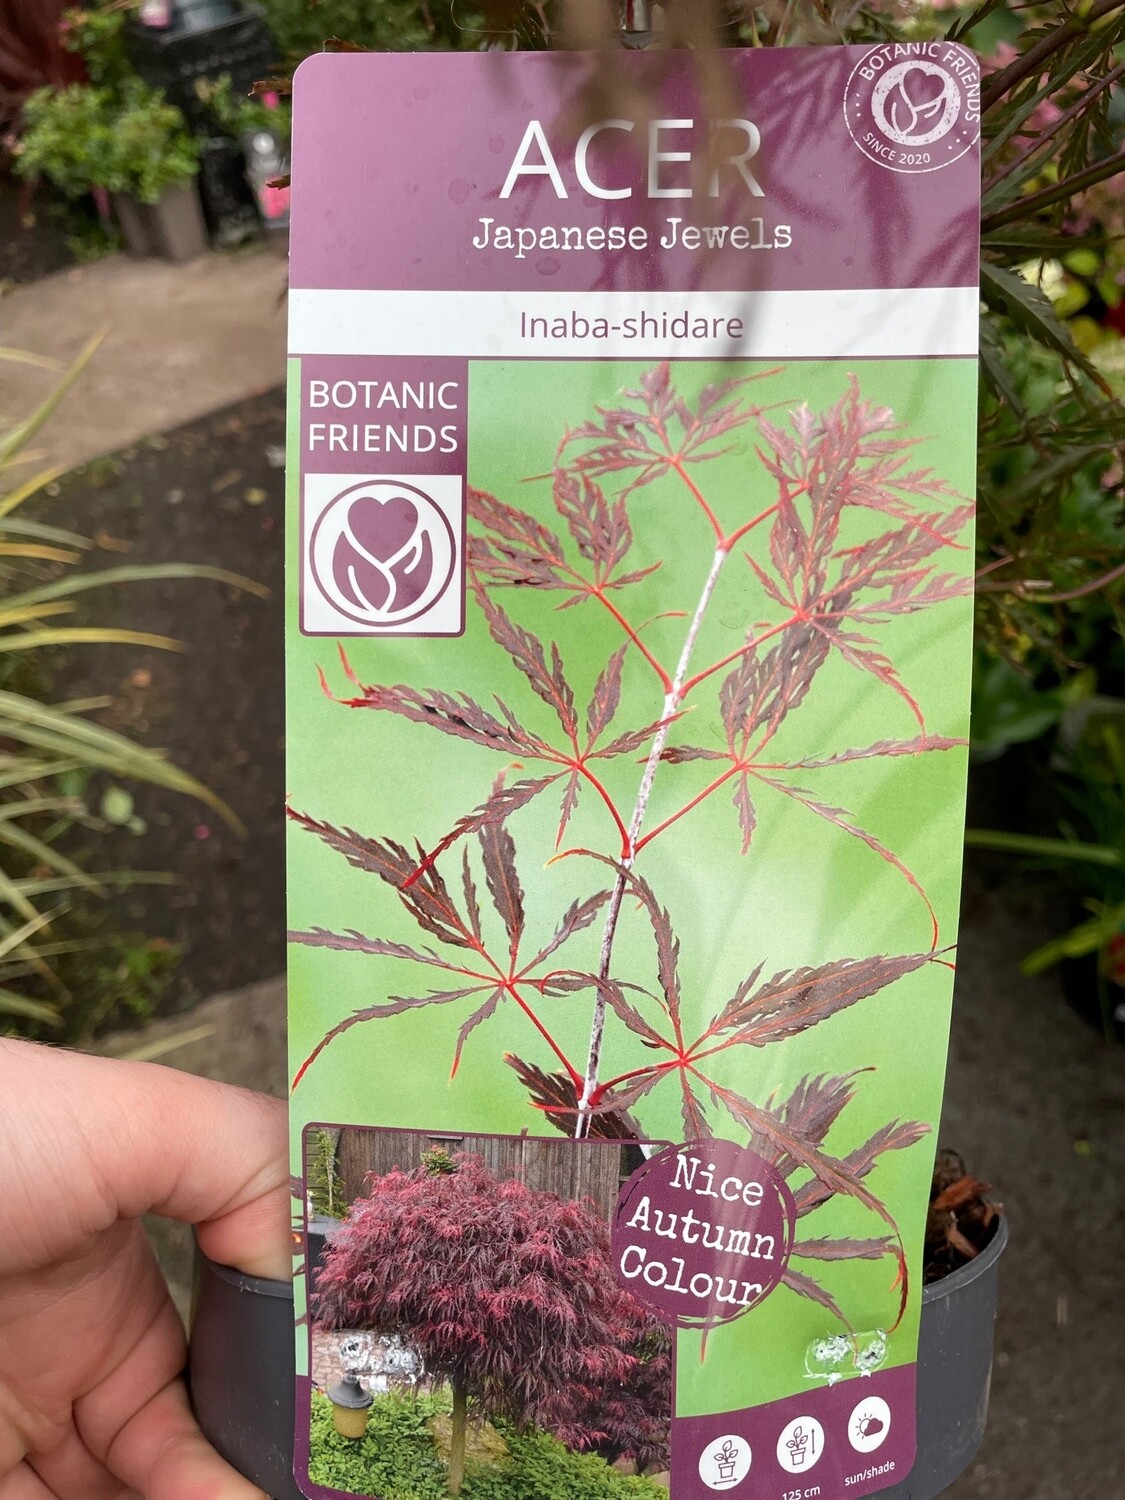 BOTANIC FRIENDS
SINCE 2020
ACER
Japanese Jewels
Inaba-shidare
BOTANIC
FRIENDS
Nice
Autumn
Colour
125 cm
sun/shade